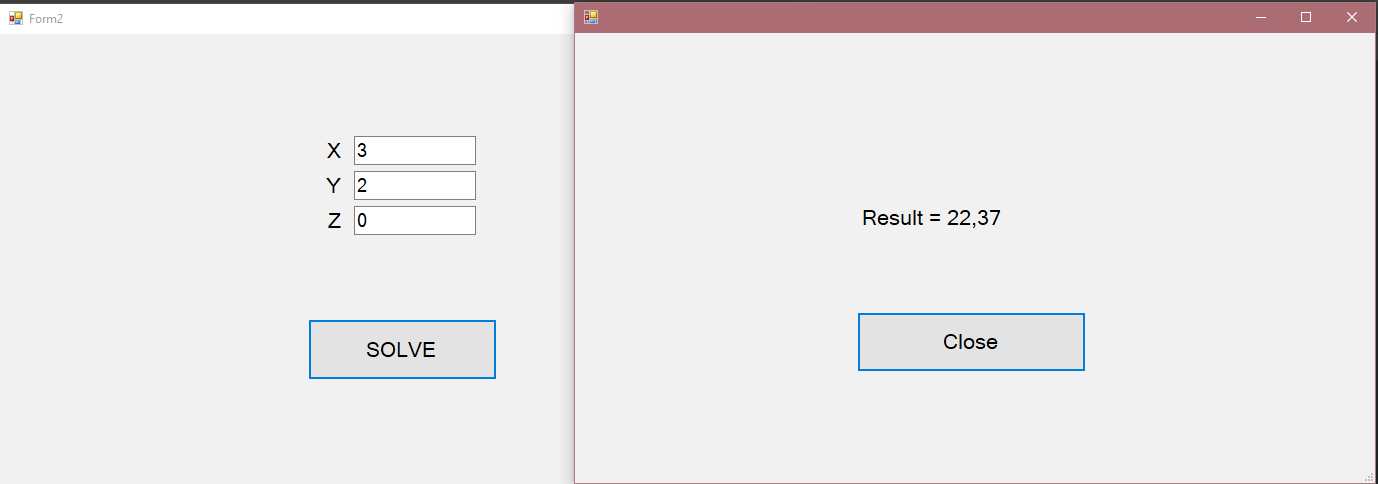 Form2
X 3
Y 2
Z 0
SOLVE
Result = 22,37
Close